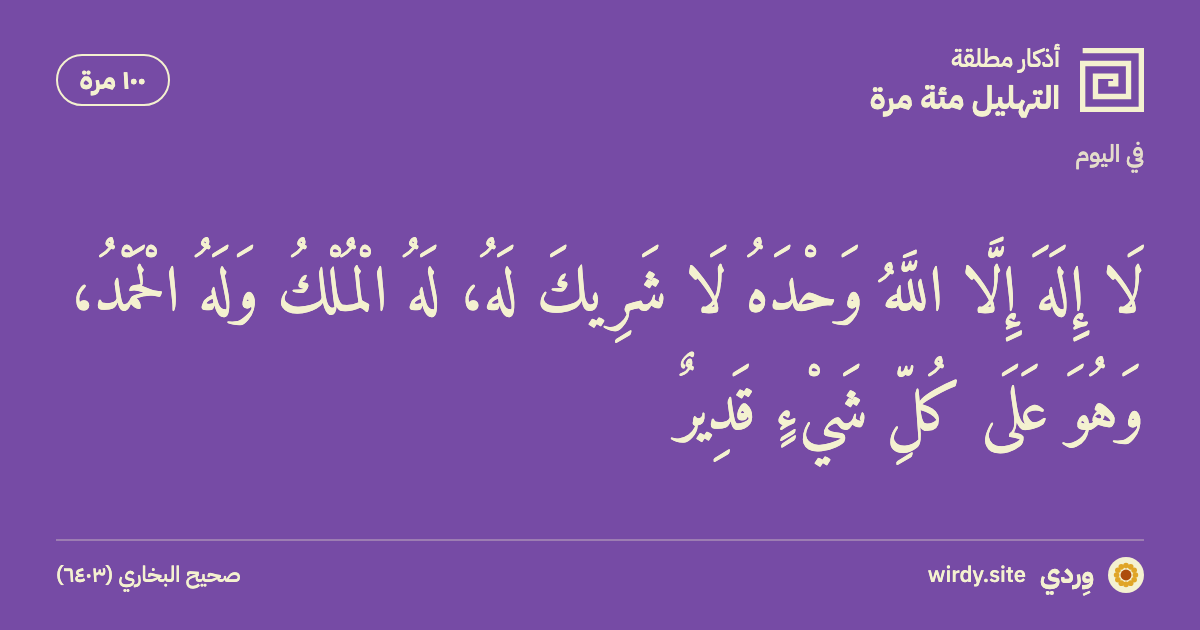 أذكار مطلقة
التهليل مئة مرة
١٠٠ مرة
في اليوم
لَا إِلَهَ إِلَّا اللَّهُ وَحْدَهُ لَا شَرِيكَ لَهُ، لَهُ الْمُلْكُ وَلَهُ الْحَمْدُ،
وَهُوَ عَلَى كُلِّ شَيْءٍ قَدِيرٌ
وِردي wirdy.site
صحيح البخاري (٦٤٠٣)